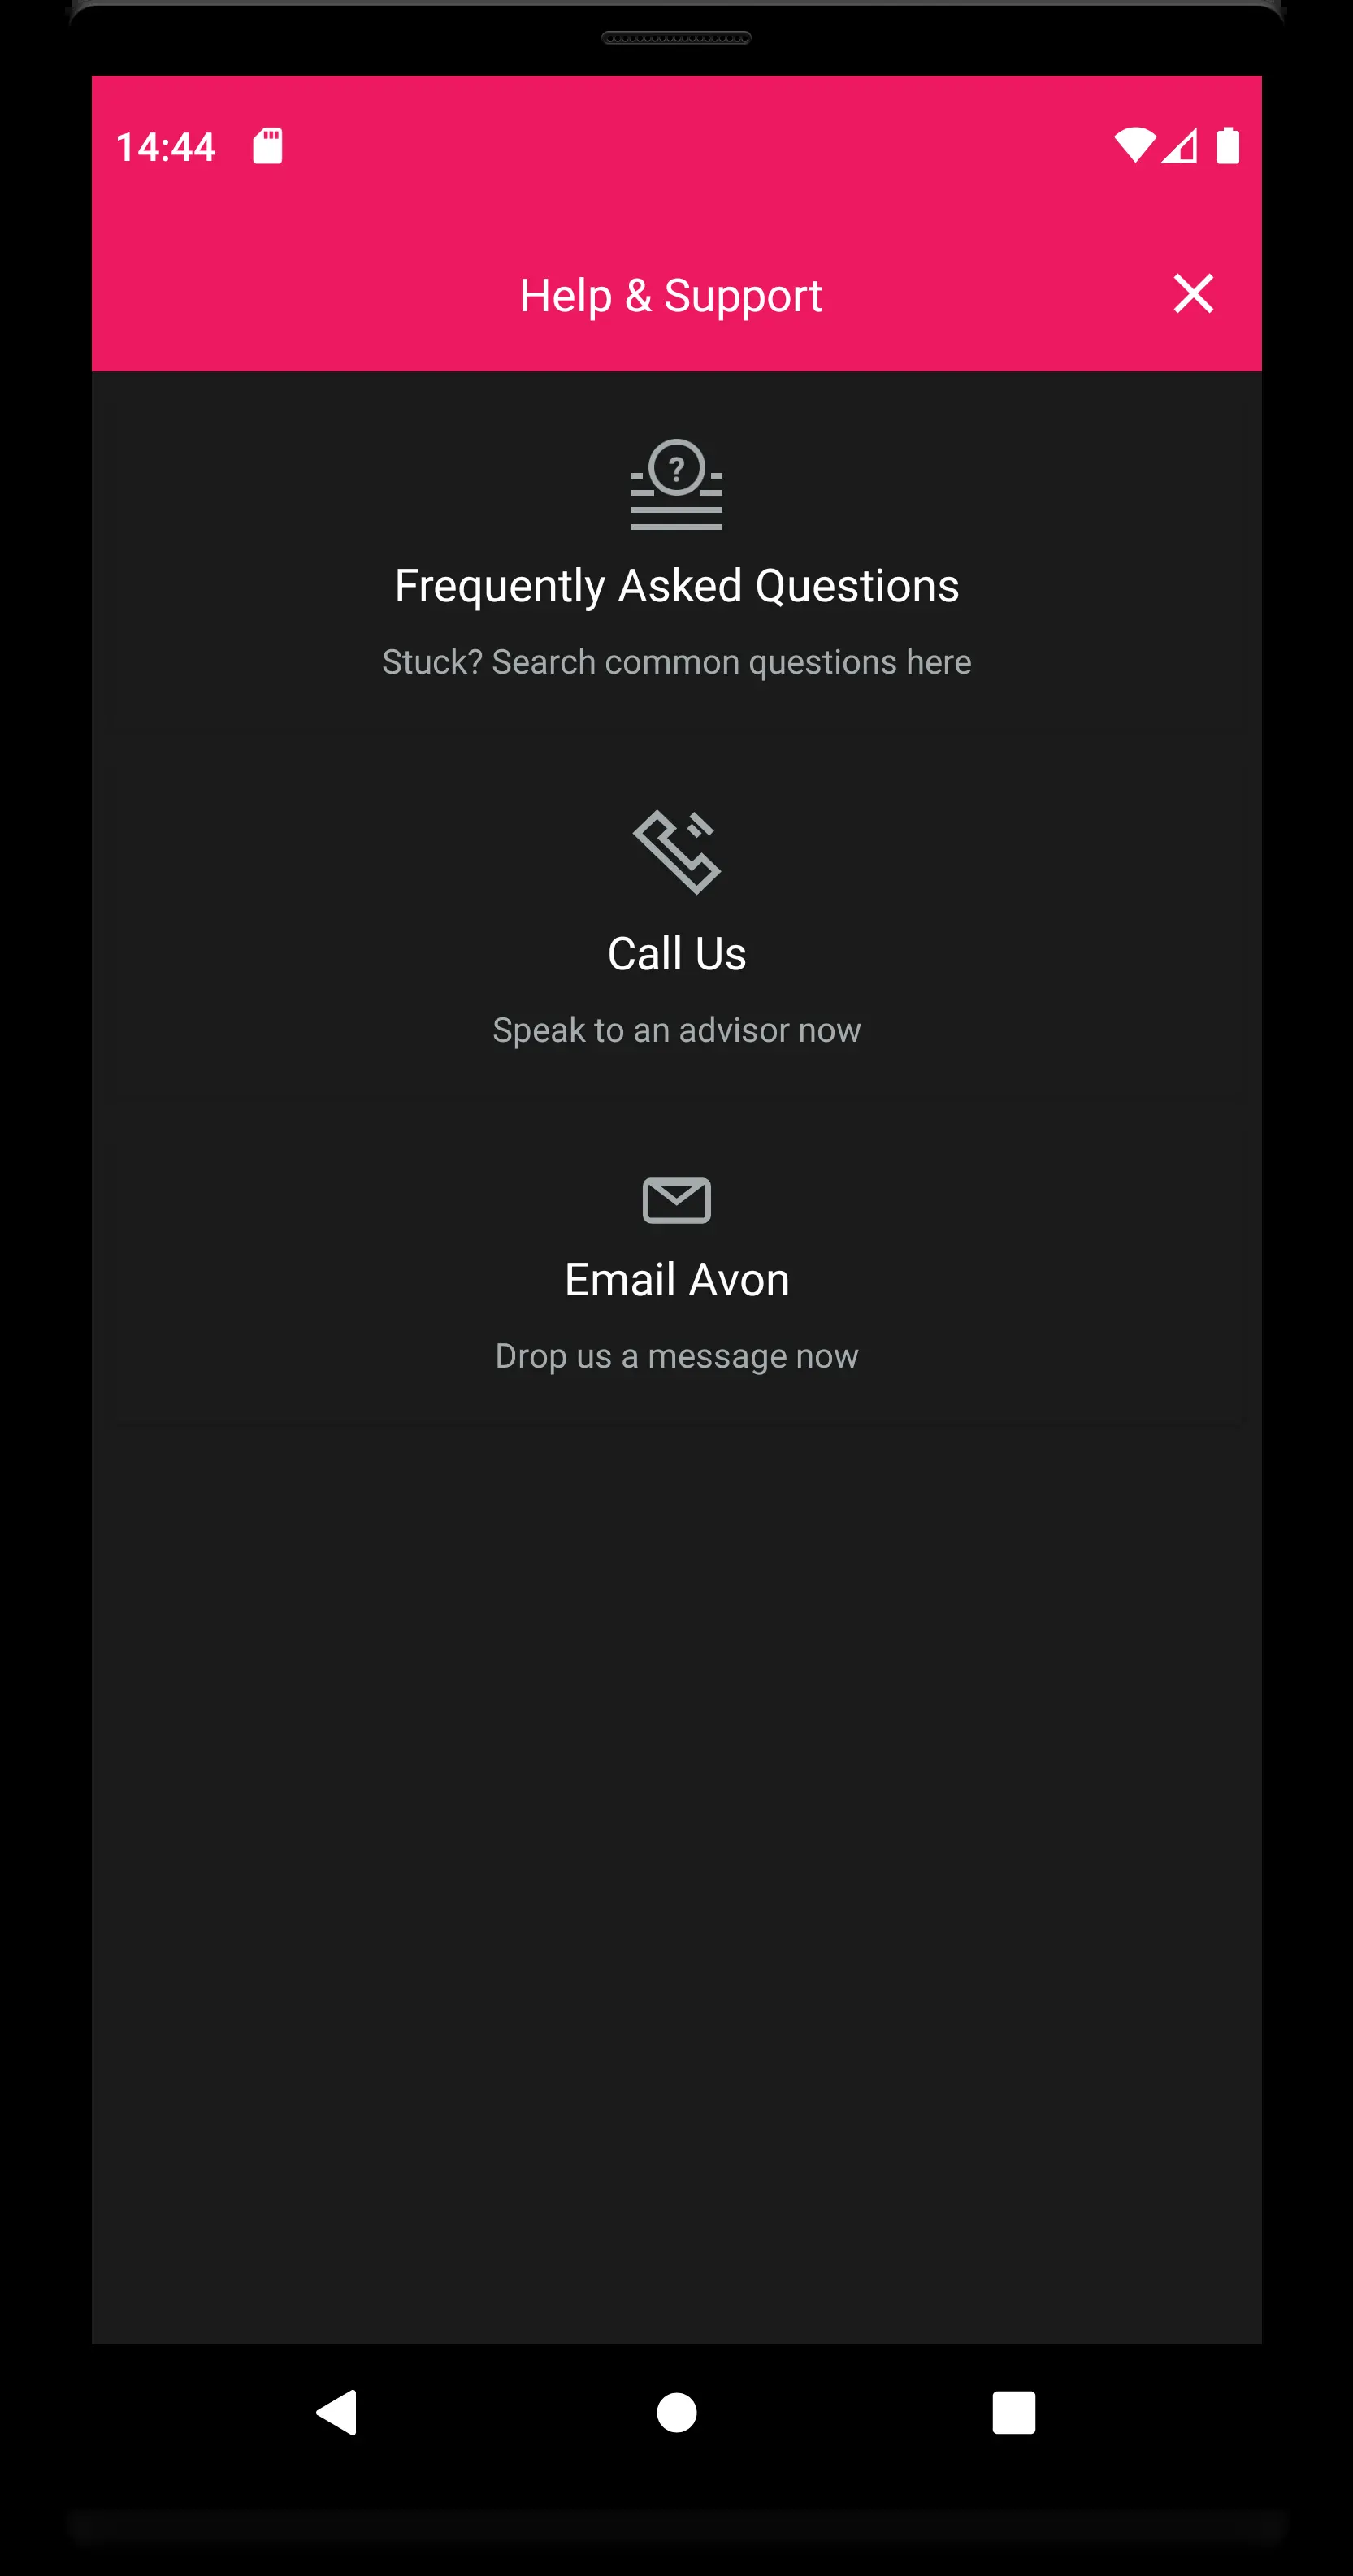 14:44
Help & Support
?
Frequently Asked Questions
Stuck? Search common questions here
Call Us
Speak to an advisor now
Email Avon
Drop us a message now